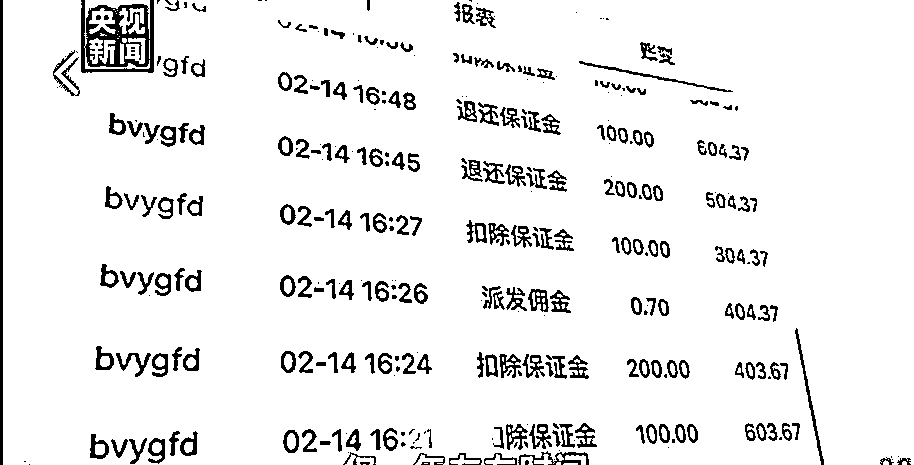 央视
新闻
报表
账变
bvygfd 02-14 16:48 退还保证金 100.00 604.37
bvygfd 02-14 16:45 退还保证金 200.00 504.37
bvygfd 02-14 16:27 扣除保证金 100.00 304.37
bvygfd 02-14 16:26 派发佣金 0.70 404.37
bvygfd 02-14 16:24 扣除保证金 200.00 403.67
bvygfd 02-14 16:21 扣除保证金 100.00 603.67